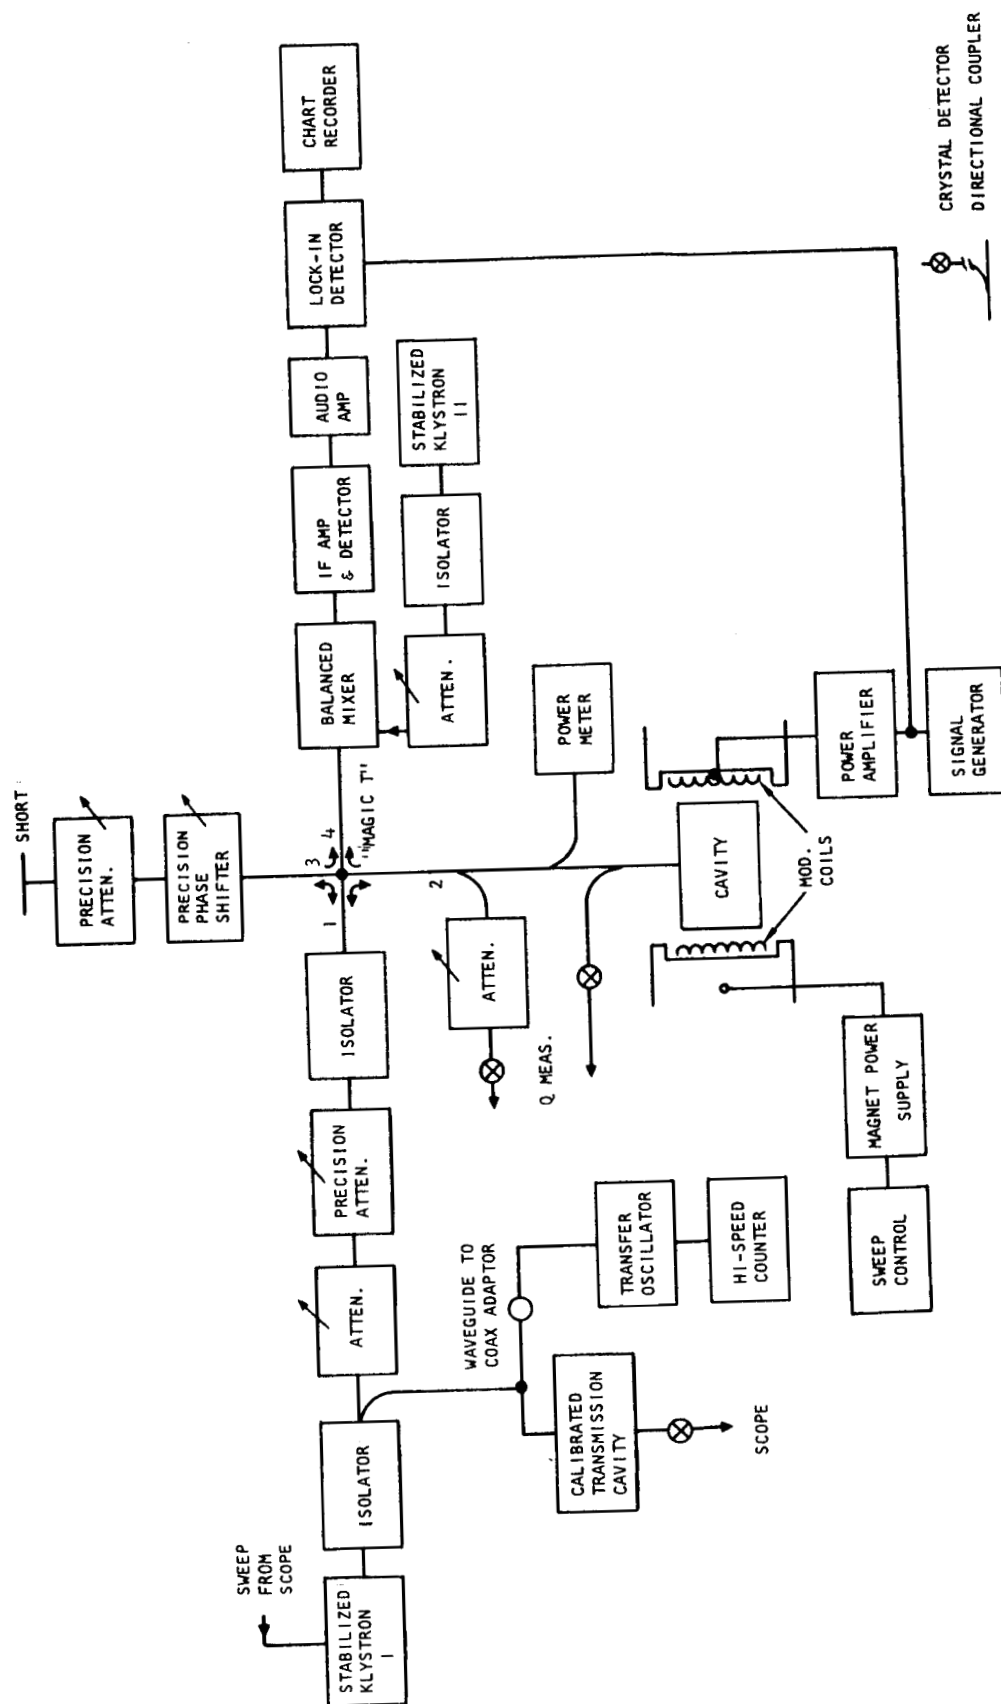 SHORT
PRECISION
ATTEN.
PRECISION
PHASE
SHIFTER
SWEEP
FROM
SCOPE
STABILIZED
KLYSTRON
I
ISOLATOR
ATTEN.
PRECISION
ATTEN.
ISOLATOR
1
3
4
2
"MAGIC T"
BALANCED
MIXER
IF AMP
& DETECTOR
AUDIO
AMP
LOCK-IN
DETECTOR
CHART
RECORDER
ATTEN.
ISOLATOR
STABILIZED
KLYSTRON
II
WAVEGUIDE TO
COAX ADAPTOR
CALIBRATED
TRANSMISSION
CAVITY
SCOPE
TRANSFER
OSCILLATOR
HI-SPEED
COUNTER
ATTEN.
Q MEAS.
POWER
METER
CAVITY
MOD.
COILS
SWEEP
CONTROL
MAGNET POWER
SUPPLY
POWER
AMPLIFIER
SIGNAL
GENERATOR
CRYSTAL DETECTOR
DIRECTIONAL COUPLER